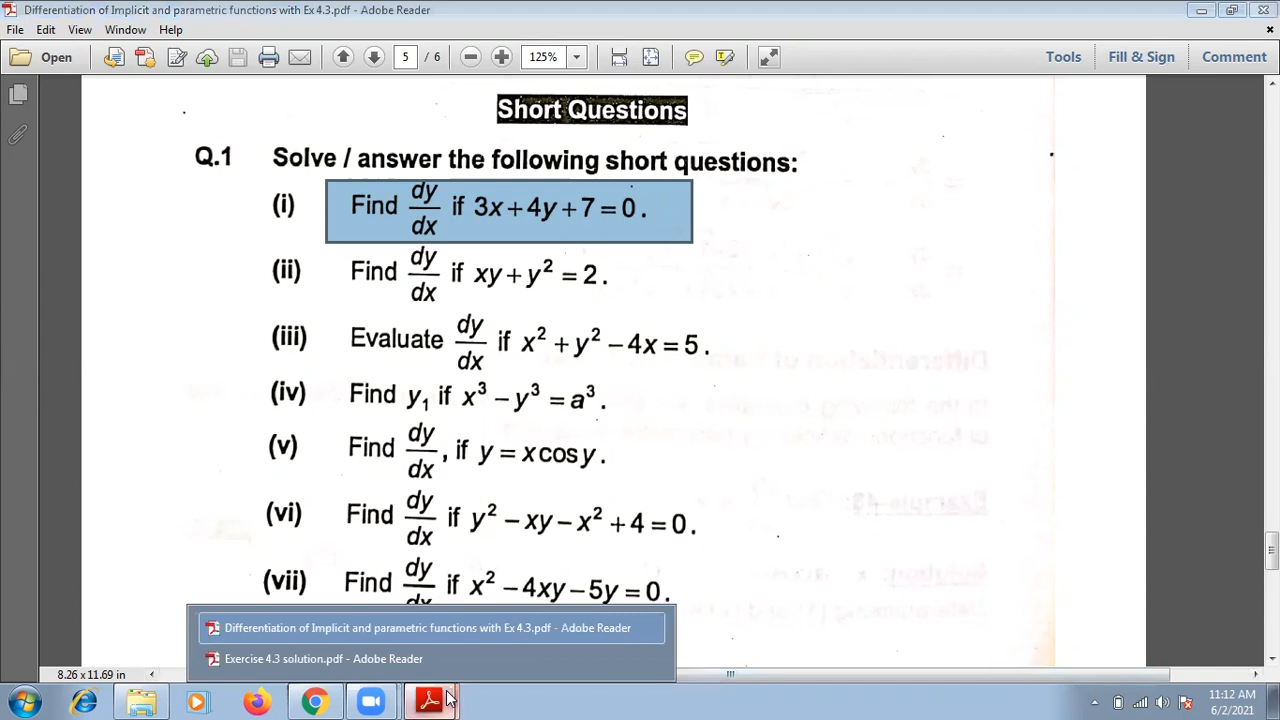 Differentiation of Implicit and parametric functions with Ex 4.3.pdf - Adobe Reader
File Edit View Window Help
Open 5 / 6 125% Tools Fill & Sign Comment
Short Questions
Q.1 Solve / answer the following short questions:
(i) Find dy/dx if 3x + 4y + 7 = 0.
(ii) Find dy/dx if xy + y² = 2.
(iii) Evaluate dy/dx if x² + y² − 4x = 5.
(iv) Find y₁ if x³ − y³ = a³.
(v) Find dy/dx, if y = x cos y.
(vi) Find dy/dx if y² − xy − x² + 4 = 0.
(vii) Find dy/dx if x² − 4xy − 5y = 0.
Differentiation of Implicit and parametric functions with Ex 4.3.pdf - Adobe Reader
Exercise 4.3 solution.pdf - Adobe Reader
8.26 x 11.69 in
11:12 AM
6/2/2021